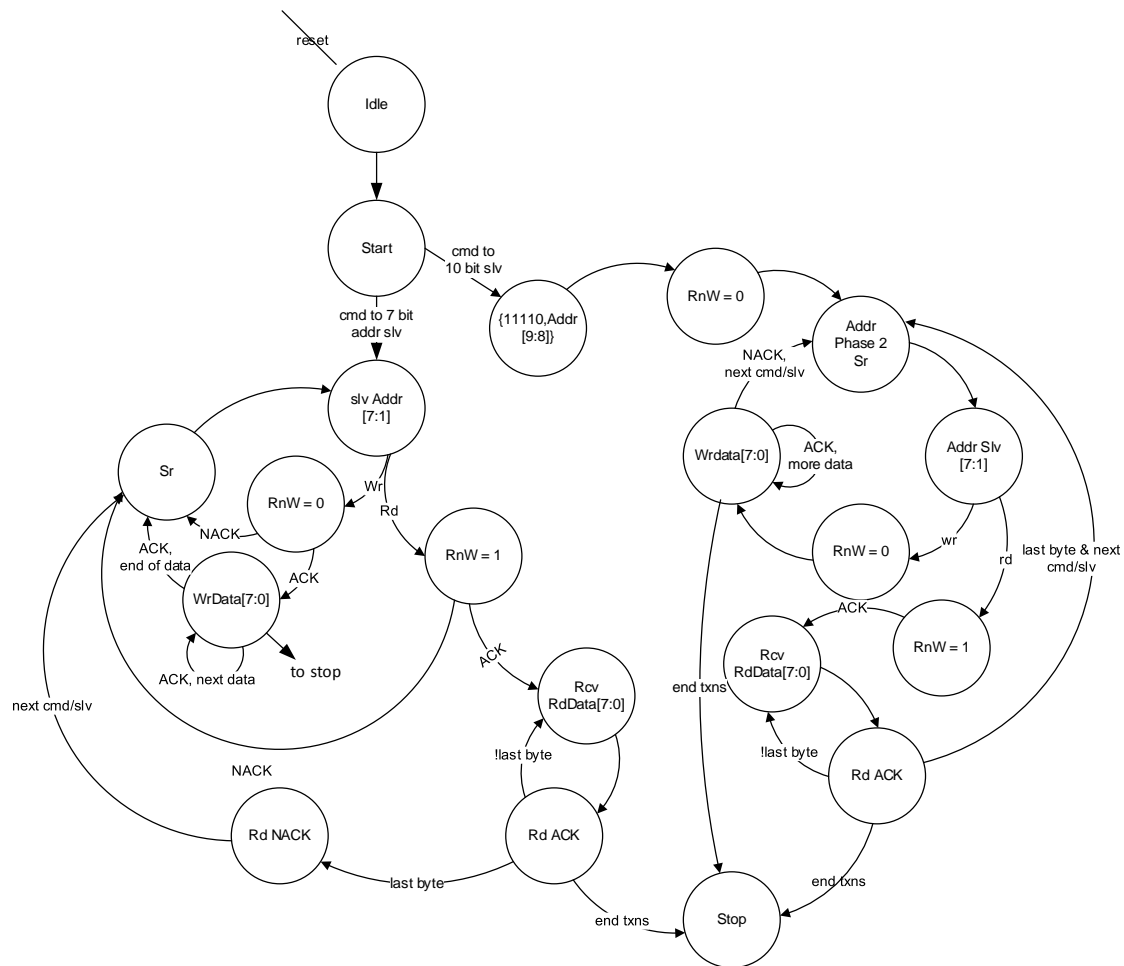 reset
Idle
Start
cmd to
10 bit slv
cmd to 7 bit
addr slv
{11110,Addr
[9:8]}
RnW = 0
Addr
Phase 2
Sr
NACK,
next cmd/slv
slv Addr
[7:1]
Sr
Wrdata[7:0]
ACK,
more data
Addr Slv
[7:1]
Wr
Rd
RnW = 0
NACK
ACK,
end of data
ACK
RnW = 1
RnW = 0
wr
rd
last byte & next
cmd/slv
WrData[7:0]
ACK, next data
to stop
ACK
RnW = 1
ACK
Rcv
RdData[7:0]
Rcv
RdData[7:0]
end txns
next cmd/slv
!last byte
!last byte
NACK
Rd NACK
Rd ACK
Rd ACK
last byte
end txns
end txns
Stop